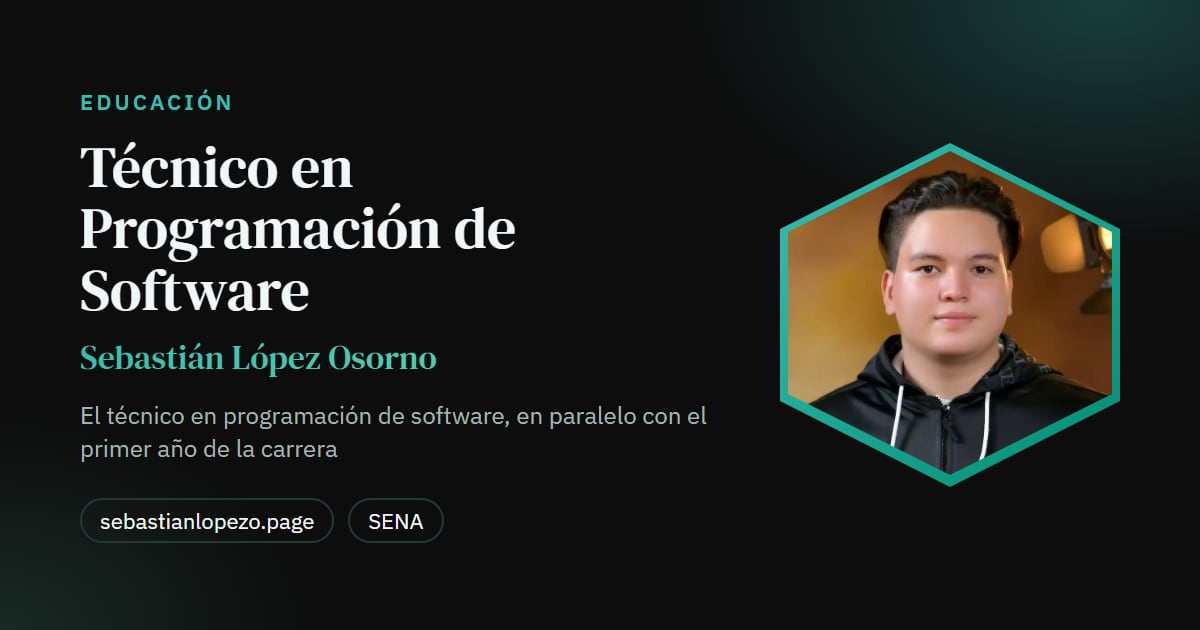 EDUCACIÓN
Técnico en
Programación de
Software
Sebastián López Osorno
El técnico en programación de software, en paralelo con el
primer año de la carrera
sebastianlopezo.page
SENA